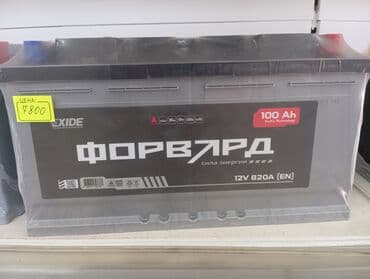 ЦЕНА
7800
EXIDE
100 Ah
ФОРВАРД
СИЛА ЭНЕРГИИ
12V 820A (EN)